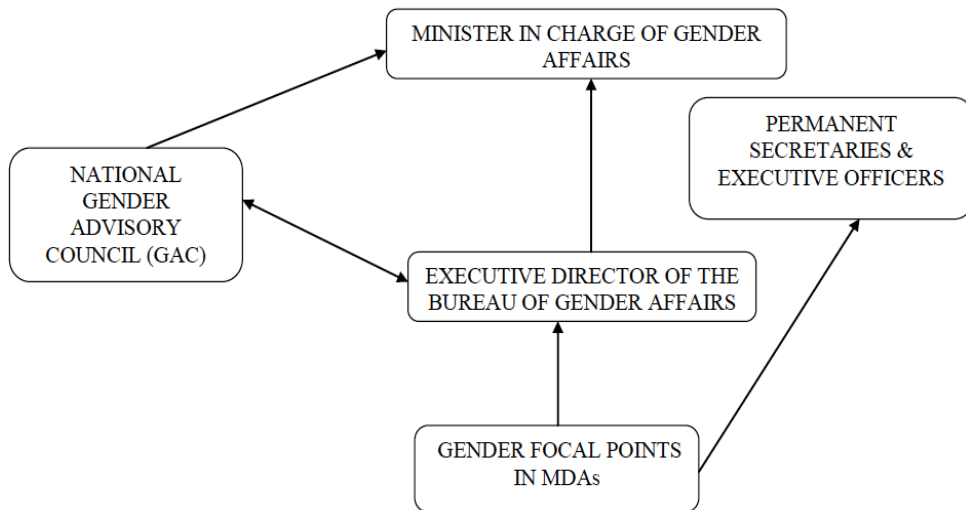 MINISTER IN CHARGE OF GENDER
AFFAIRS
PERMANENT
SECRETARIES &
EXECUTIVE OFFICERS
NATIONAL
GENDER
ADVISORY
COUNCIL (GAC)
EXECUTIVE DIRECTOR OF THE
BUREAU OF GENDER AFFAIRS
GENDER FOCAL POINTS
IN MDAs